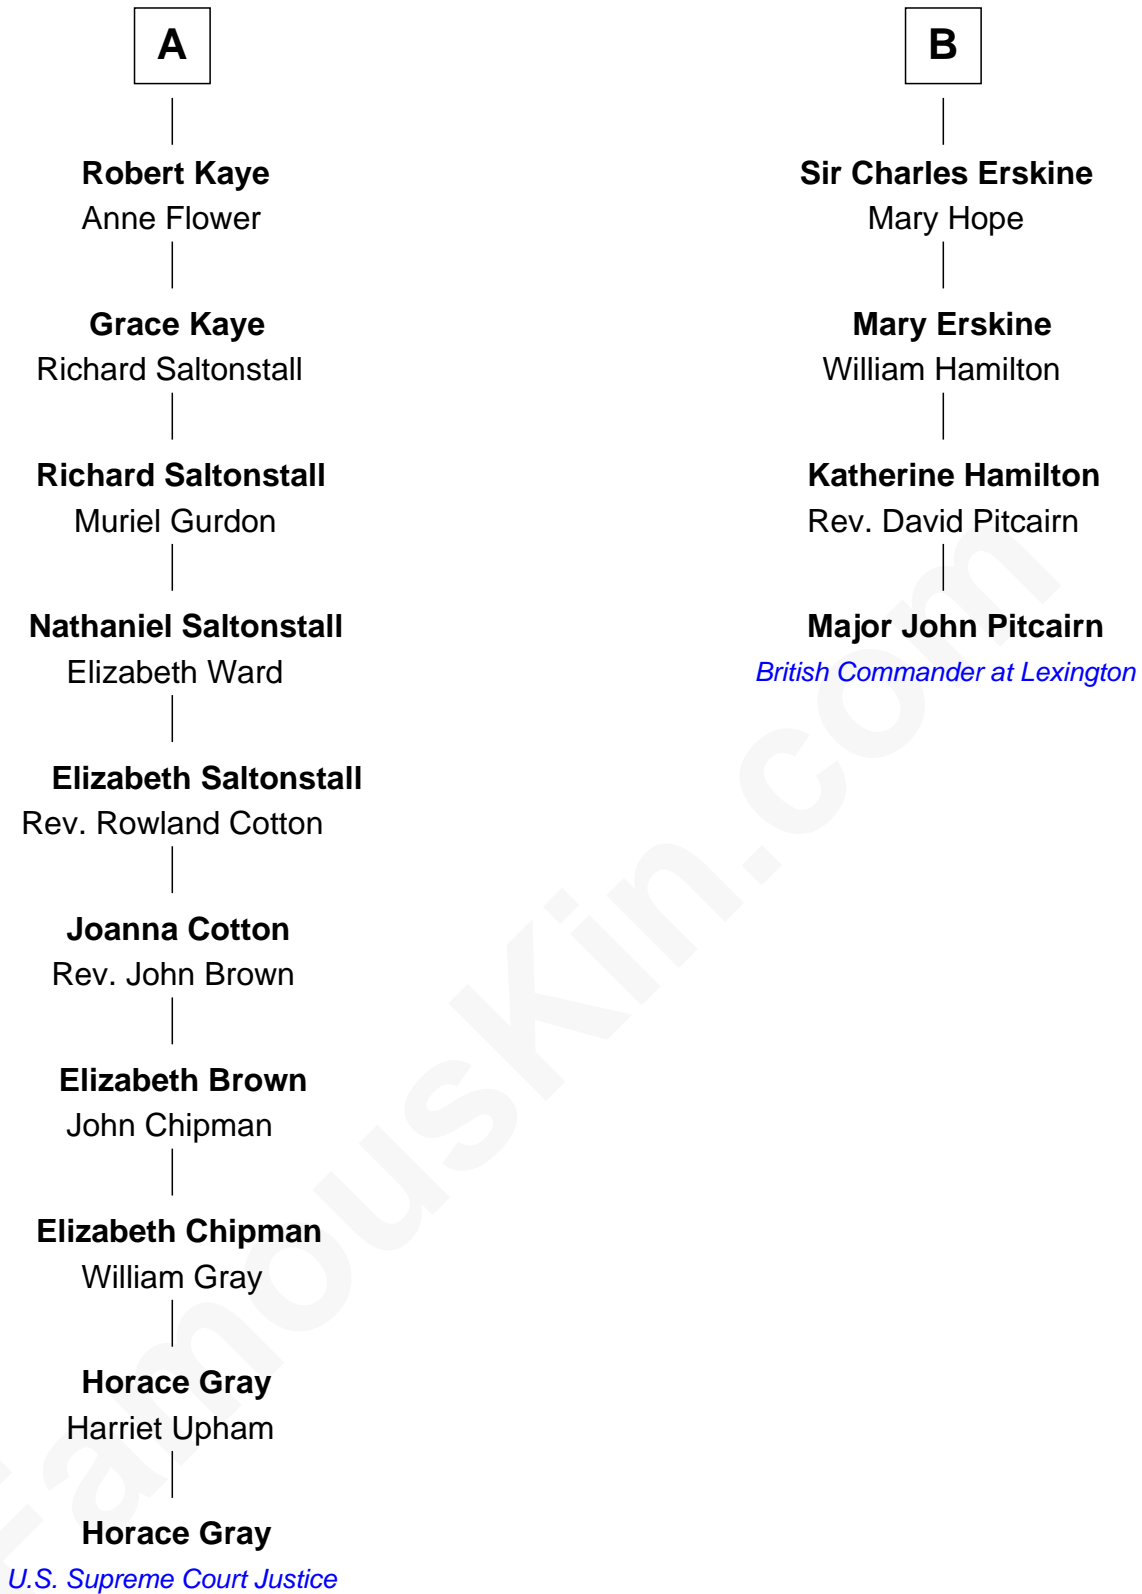 A
Robert Kaye
Anne Flower
Grace Kaye
Richard Saltonstall
Richard Saltonstall
Muriel Gurdon
Nathaniel Saltonstall
Elizabeth Ward
Elizabeth Saltonstall
Rev. Rowland Cotton
Joanna Cotton
Rev. John Brown
Elizabeth Brown
John Chipman
Elizabeth Chipman
William Gray
Horace Gray
Harriet Upham
Horace Gray
U.S. Supreme Court Justice
B
Sir Charles Erskine
Mary Hope
Mary Erskine
William Hamilton
Katherine Hamilton
Rev. David Pitcairn
Major John Pitcairn
British Commander at Lexington
FamousKin.com